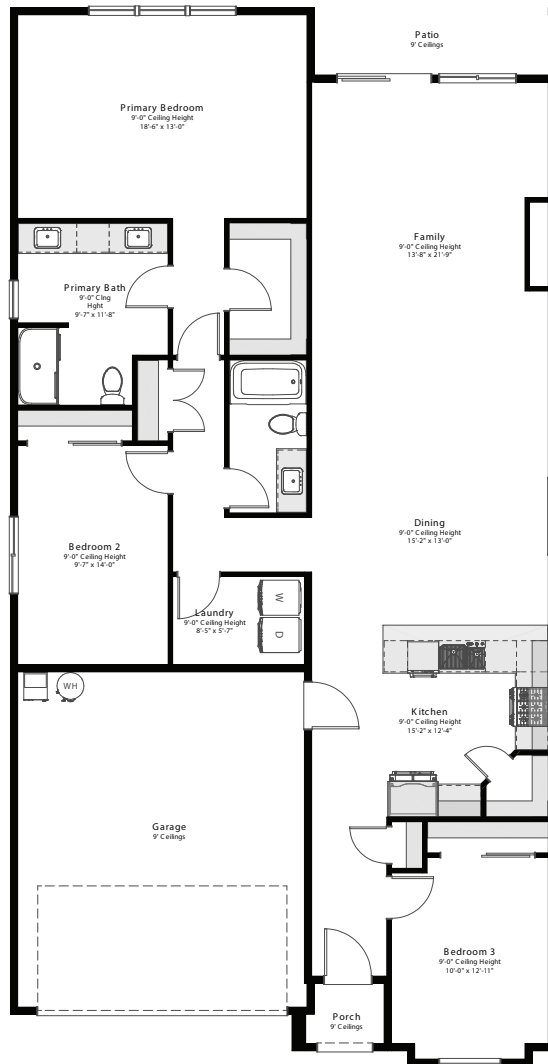 Patio
9' Ceilings
Primary Bedroom
9'-0" Ceiling Height
18'-6" x 13'-0"
Family
9'-0" Ceiling Height
13'-8" x 21'-9"
Primary Bath
9'-0" Clng
Hght
9'-7" x 11'-8"
Dining
9'-0" Ceiling Height
15'-2" x 13'-0"
Bedroom 2
9'-0" Ceiling Height
9'-7" x 14'-0"
W
Laundry
9'-0" Ceiling Height
8'-5" x 5'-7"
D
WH
Kitchen
9'-0" Ceiling Height
15'-2" x 12'-4"
Garage
9' Ceilings
Bedroom 3
9'-0" Ceiling Height
10'-0" x 12'-11"
Porch
9' Ceilings